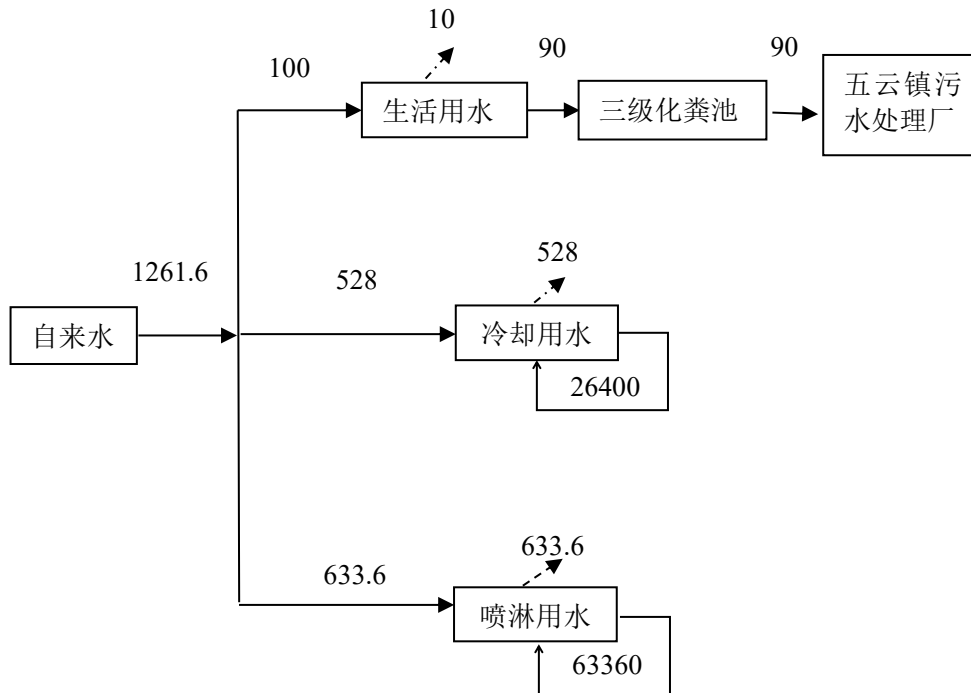 10
100
90
90
生活用水
三级化粪池
五云镇污
水处理厂
1261.6
528
528
自来水
冷却用水
26400
633.6
633.6
喷淋用水
63360